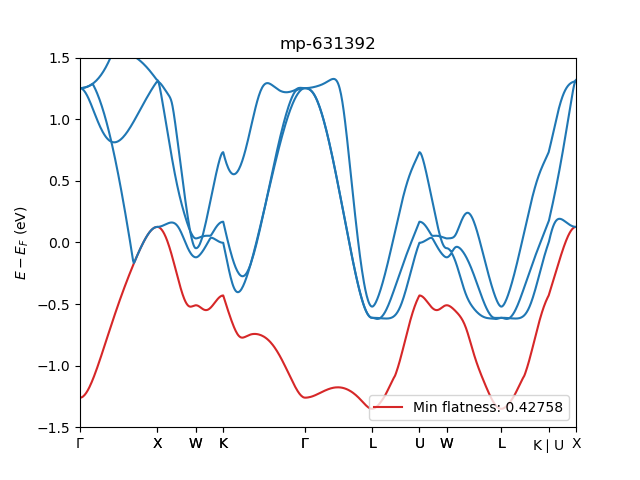 mp-631392
1.5
1.0
0.5
0.0
−0.5
−1.0
−1.5
E − E_F (eV)
Min flatness: 0.42758
Γ X W K Γ L U W L K | U X